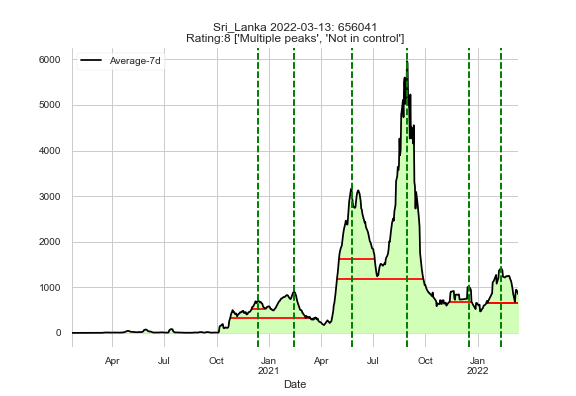 Sri_Lanka 2022-03-13: 656041
Rating:8 ['Multiple peaks', 'Not in control']
Average-7d
6000
5000
4000
3000
2000
1000
0
Apr Jul Oct Jan Apr Jul Oct Jan
2021 2022
Date